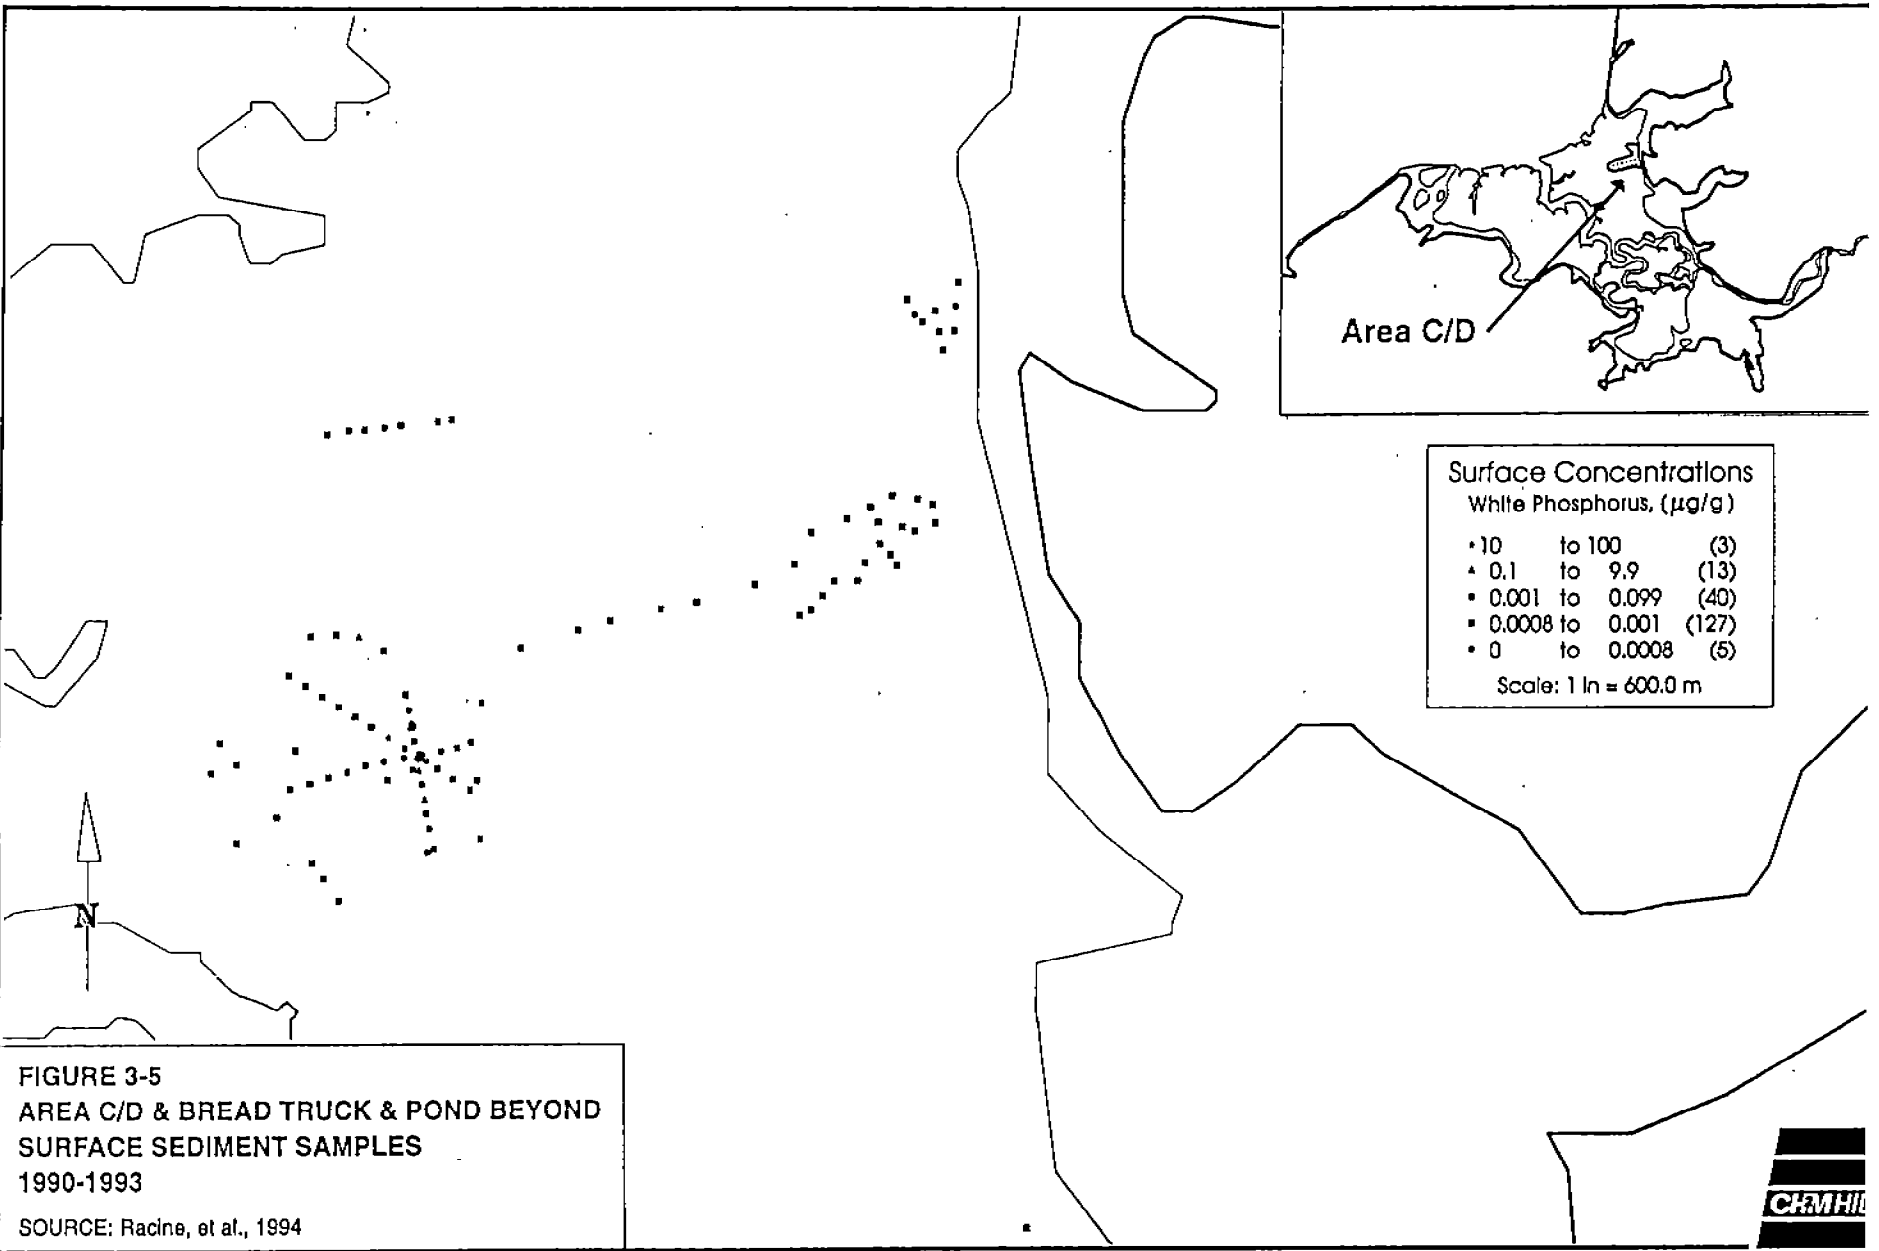 Area C/D
Surface Concentrations
White Phosphorus, (µg/g)
10 to 100 (3)
0.1 to 9.9 (13)
0.001 to 0.099 (40)
0.0008 to 0.001 (127)
0 to 0.0008 (5)
Scale: 1 In = 600.0 m
N
FIGURE 3-5
AREA C/D & BREAD TRUCK & POND BEYOND
SURFACE SEDIMENT SAMPLES
1990-1993
SOURCE: Racine, et al., 1994